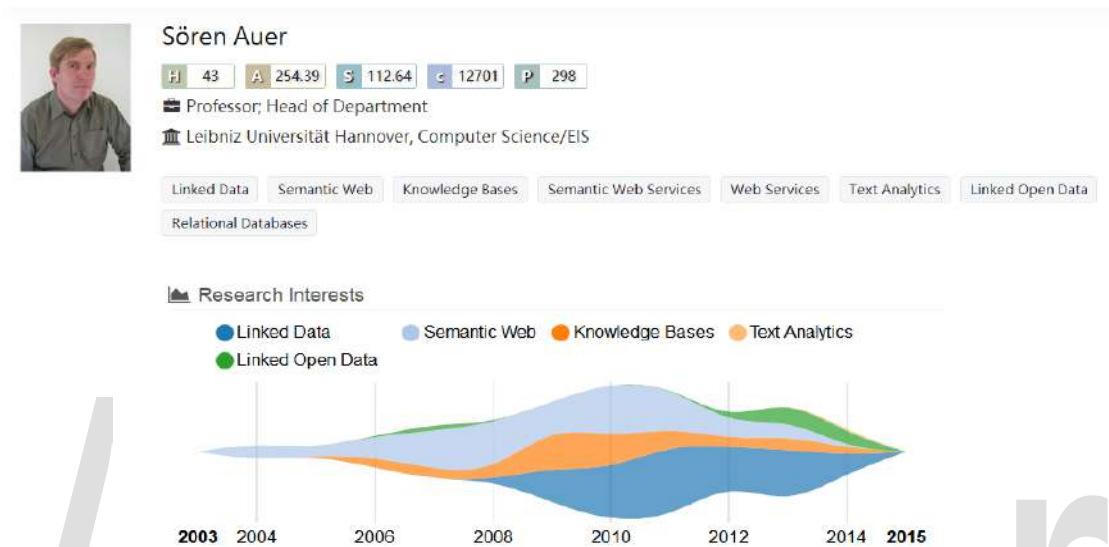 Sören Auer
H 43 A 254.39 S 112.64 c 12701 P 298
Professor; Head of Department
Leibniz Universität Hannover, Computer Science/EIS
Linked Data Semantic Web Knowledge Bases Semantic Web Services Web Services Text Analytics Linked Open Data
Relational Databases
Research Interests
Linked Data Semantic Web Knowledge Bases Text Analytics
Linked Open Data
2003 2004 2006 2008 2010 2012 2014 2015